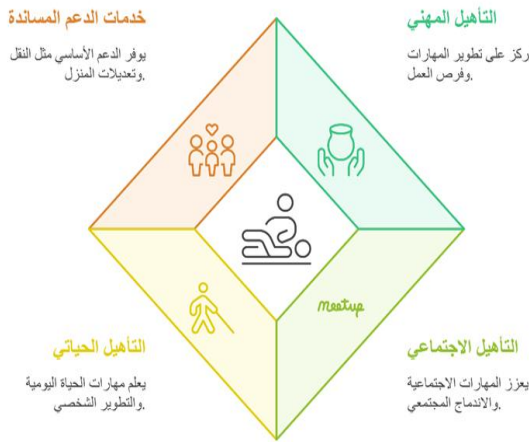 التأهيل المهني
ركز على تطوير المهارات
وفرص العمل.
خدمات الدعم المساندة
يوفر الدعم الأساسي مثل النقل
وتعديلات المنزل.
meetup
التأهيل الاجتماعي
يعزز المهارات الاجتماعية
والاندماج المجتمعي.
التأهيل الحياتي
يعلم مهارات الحياة اليومية
والتطوير الشخصي.